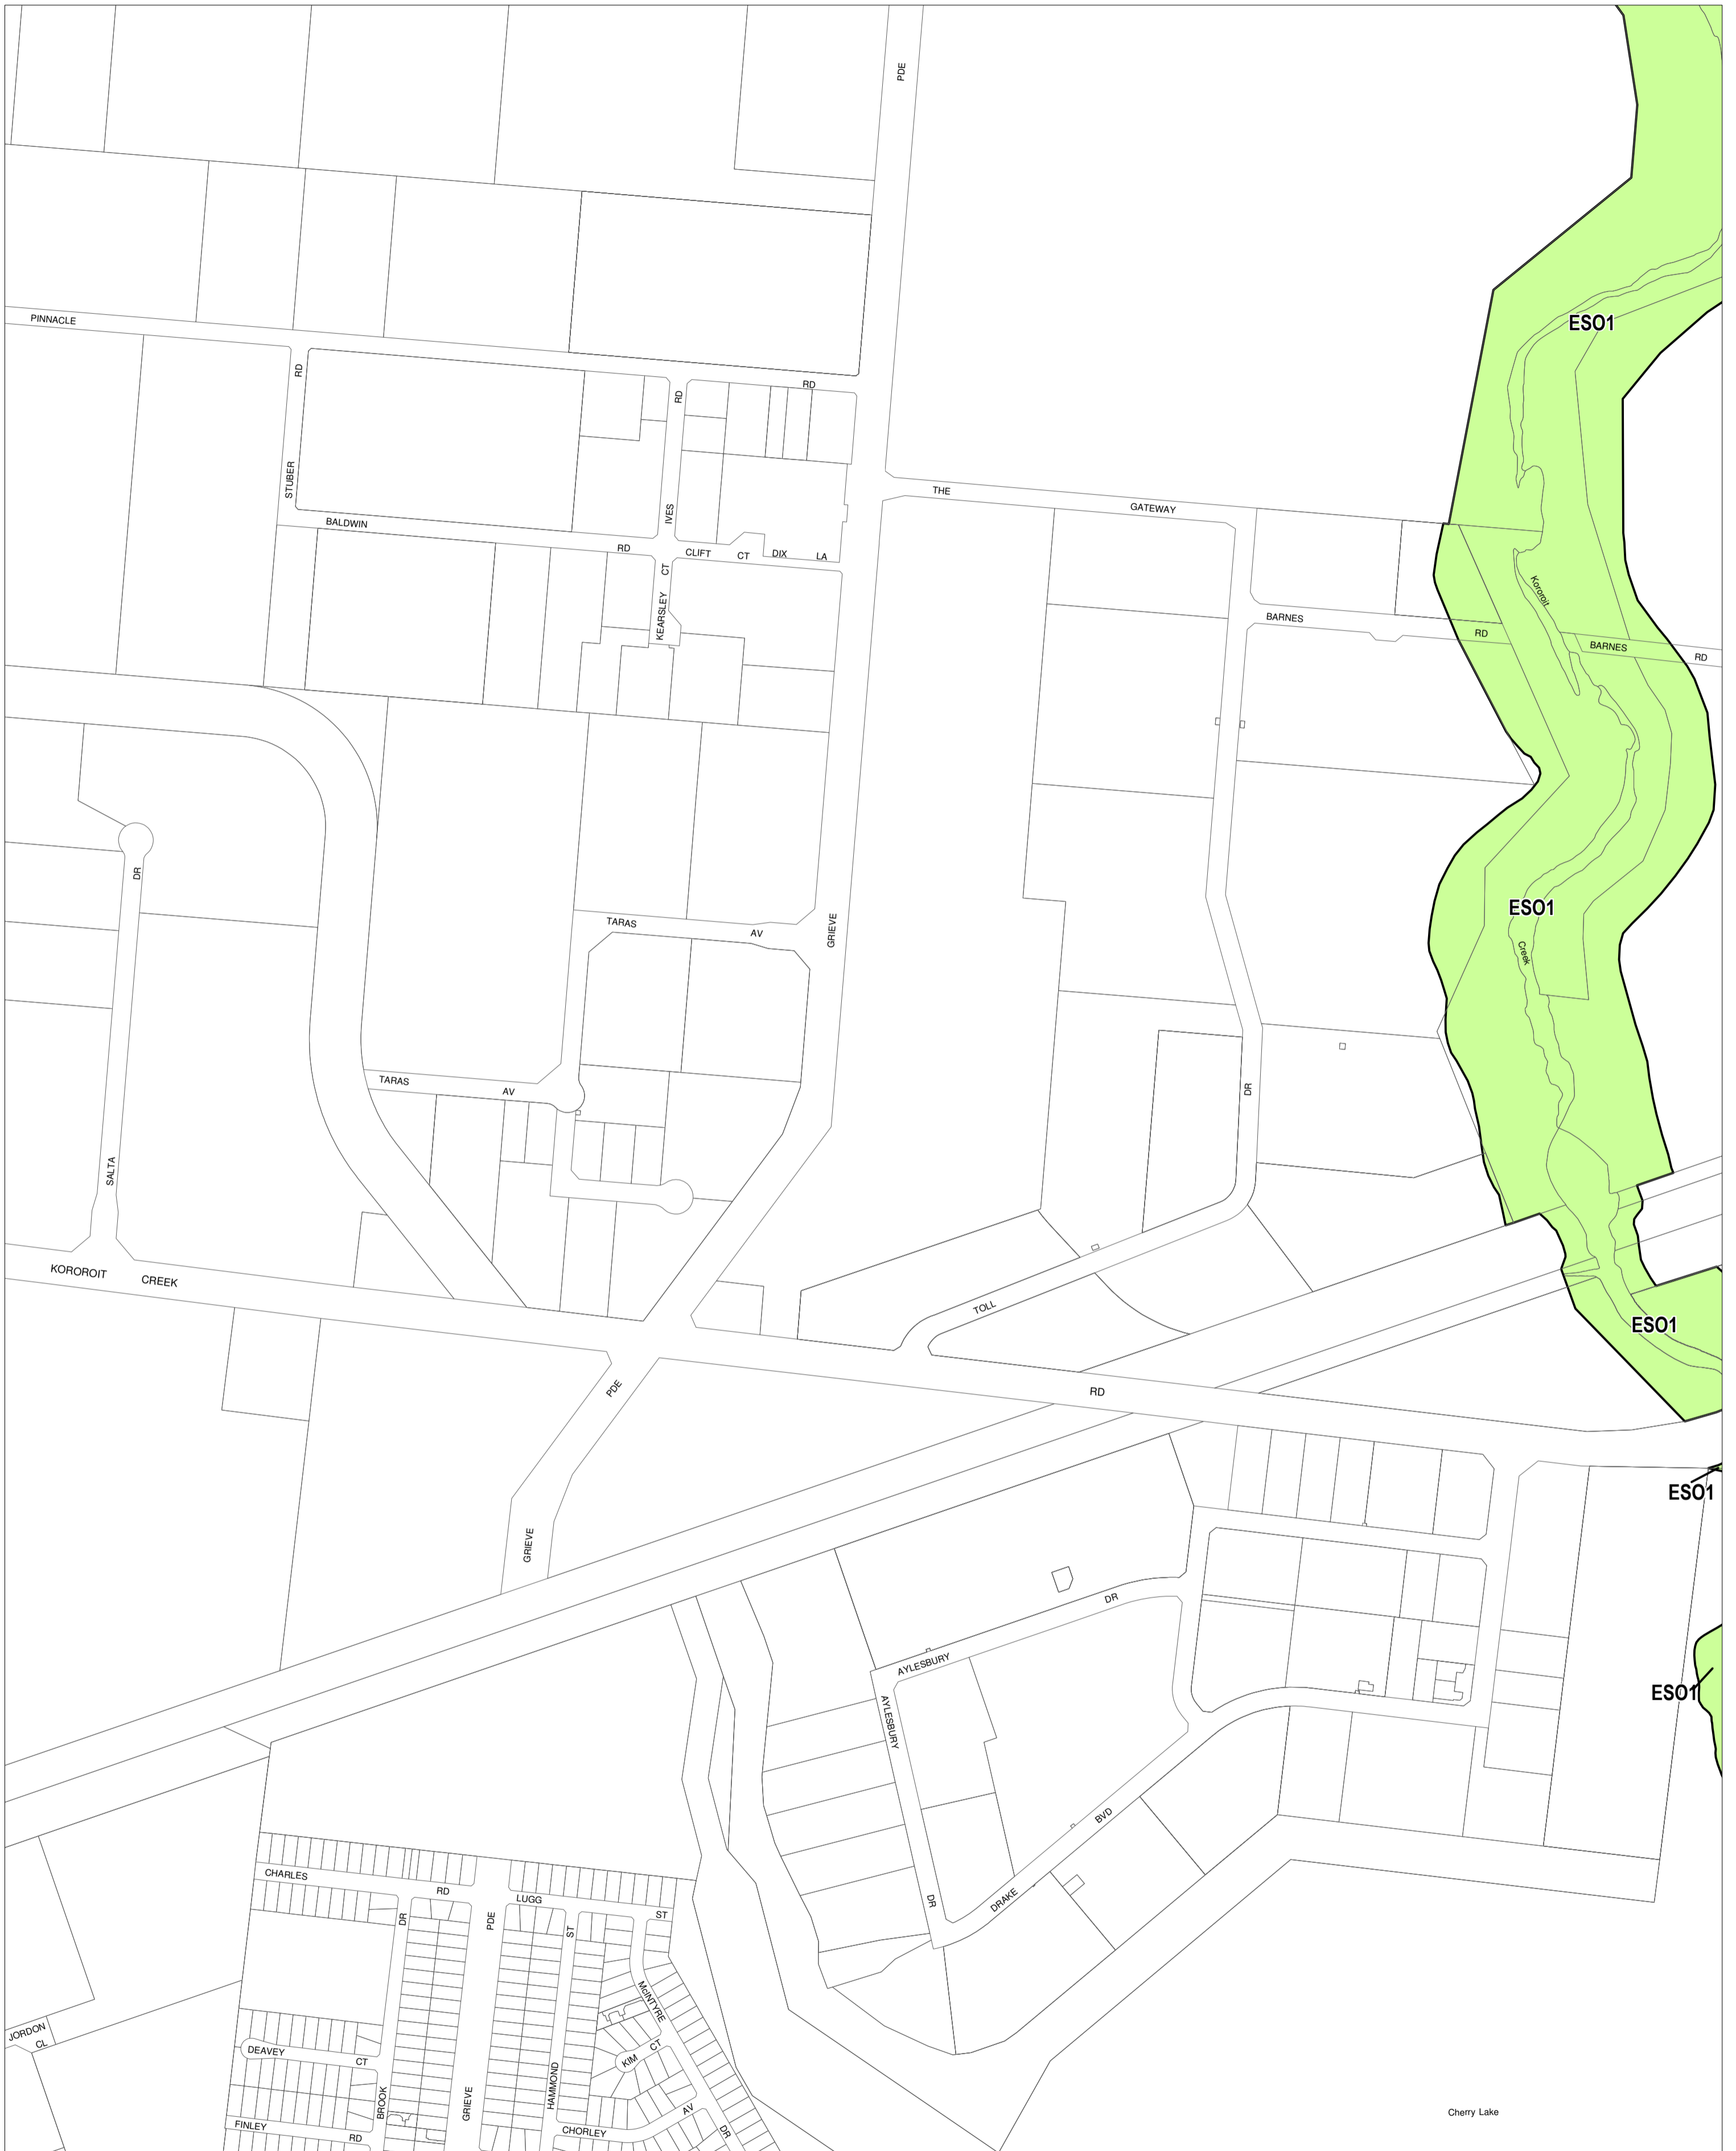 PDE
PINNACLE
ESO1
RD
RD
RD
STUBER
THE
GATEWAY
IVES
BALDWIN
RD
CLIFT
CT
DIX
LA
CT
KEARSLEY
Kororoit
BARNES
RD
BARNES
RD
DR
ESO1
TARAS
AV
GRIEVE
Creek
TARAS
AV
DR
SALTA
KOROROIT
CREEK
TOLL
ESO1
PDE
RD
ESO1
GRIEVE
DR
AYLESBURY
ESO1
AYLESBURY
BVD
DRAKE
DR
CHARLES
RD
LUGG
ST
DR
PDE
ST
McINTYRE
JORDON
CL
DEAVEY
CT
KIM
CT
BROOK
GRIEVE
HAMMOND
AV
Cherry Lake
FINLEY
RD
CHORLEY
DR